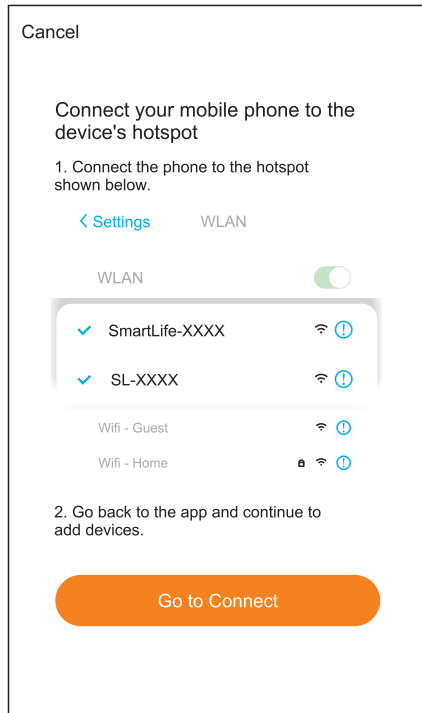 Cancel
Connect your mobile phone to the
device's hotspot
1. Connect the phone to the hotspot
shown below.
Settings WLAN
WLAN
SmartLife-XXXX
SL-XXXX
Wifi - Guest
Wifi - Home
2. Go back to the app and continue to
add devices.
Go to Connect